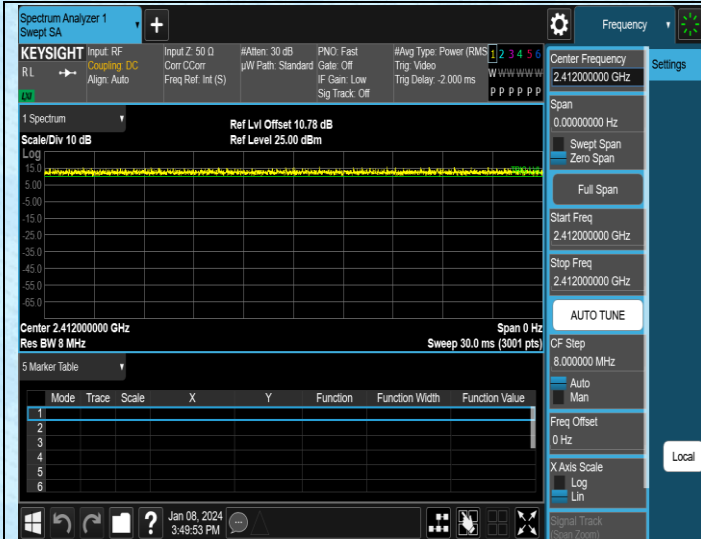 Spectrum Analyzer 1
Swept SA
+
Frequency
KEYSIGHT
RL
LXI
Input: RF
Coupling: DC
Align: Auto
Input Z: 50 Ω
Corr CCorr
Freq Ref: Int (S)
#Atten: 30 dB
µW Path: Standard
PNO: Fast
Gate: Off
IF Gain: Low
Sig Track: Off
#Avg Type: Power (RMS
Trig: Video
Trig Delay: -2.000 ms
1 2 3 4 5 6
W W W W W W
P P P P P P
1 Spectrum
Scale/Div 10 dB
Ref Lvl Offset 10.78 dB
Ref Level 25.00 dBm
Log
15.0
5.00
-5.00
-15.0
-25.0
-35.0
-45.0
-55.0
-65.0
Center 2.412000000 GHz
Res BW 8 MHz
Span 0 Hz
Sweep 30.0 ms (3001 pts)
5 Marker Table
Mode Trace Scale X Y Function Function Width Function Value
1
2
3
4
5
6
Jan 08, 2024
3:49:53 PM
?
Center Frequency
2.412000000 GHz
Span
0.00000000 Hz
Swept Span
Zero Span
Full Span
Start Freq
2.412000000 GHz
Stop Freq
2.412000000 GHz
AUTO TUNE
CF Step
8.000000 MHz
Auto
Man
Freq Offset
0 Hz
X Axis Scale
Log
Lin
Signal Track
(Span Zoom)
Settings
Local